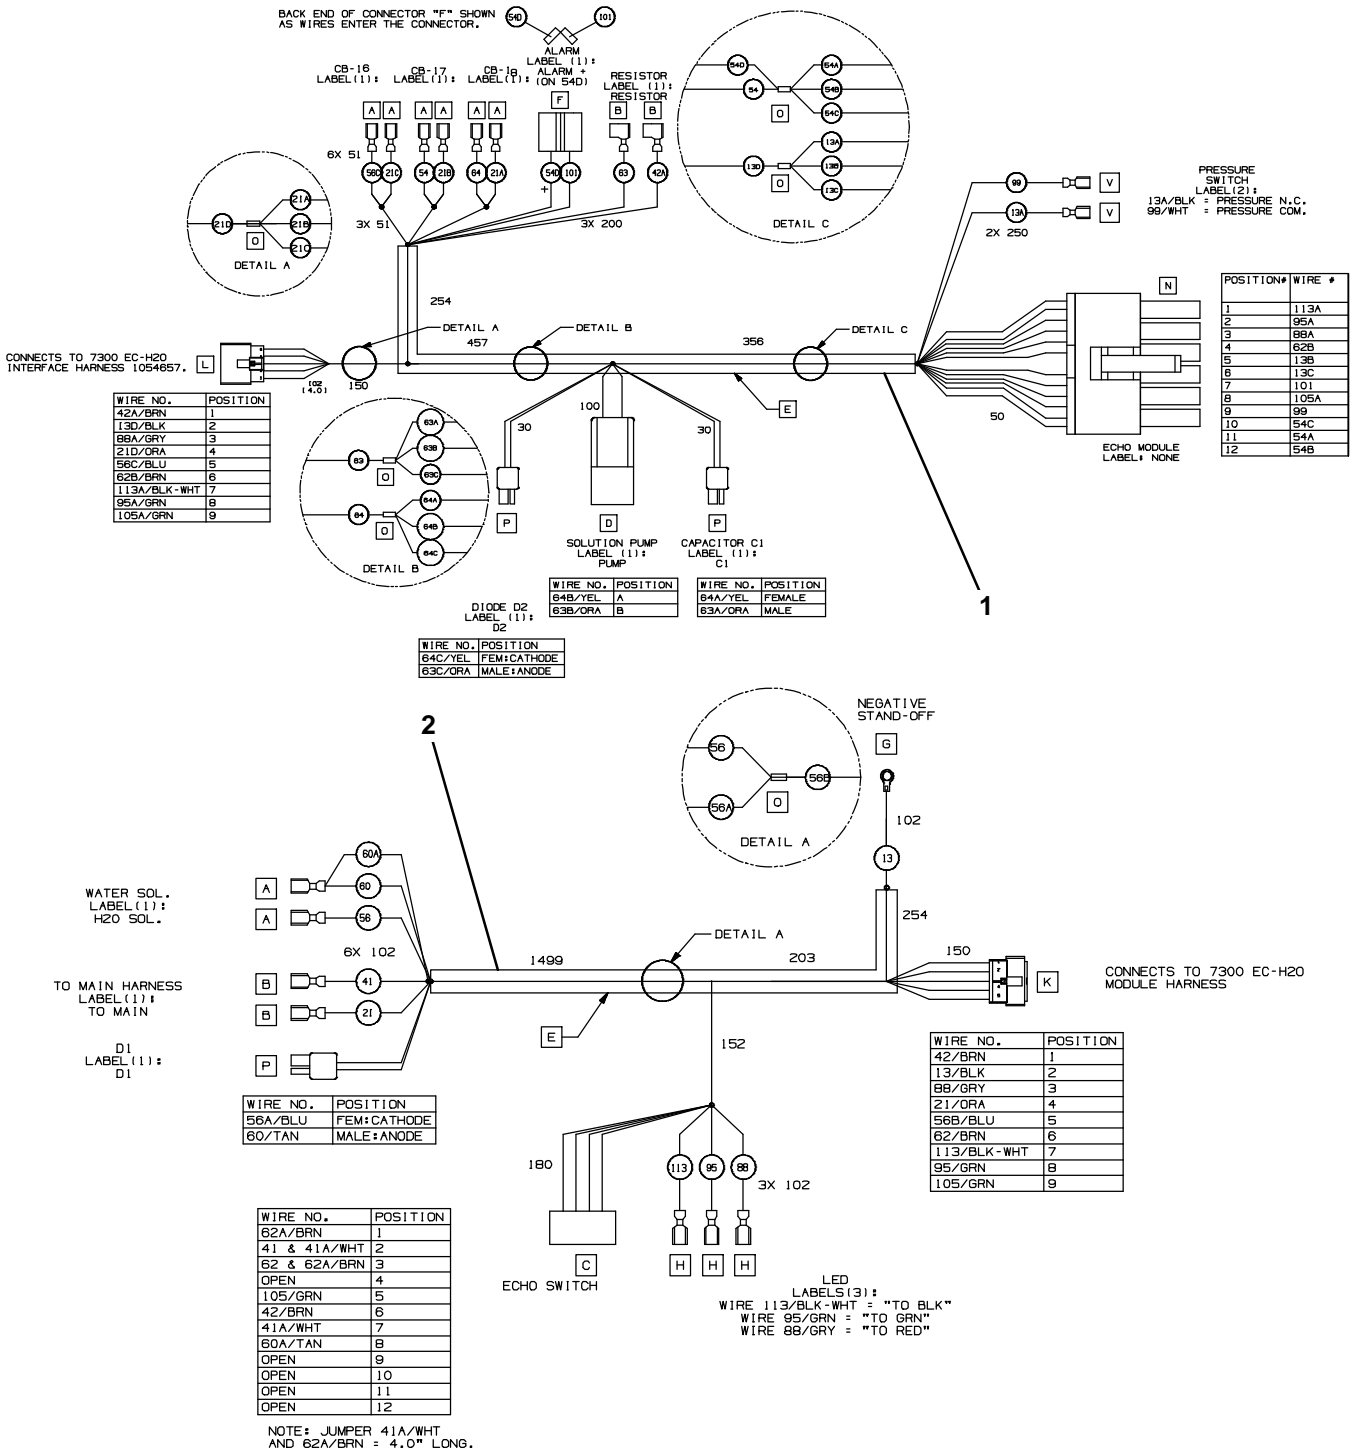 BACK END OF CONNECTOR "F" SHOWN
AS WIRES ENTER THE CONNECTOR.
54D
101
ALARM
LABEL (1):
ALARM +
(ON 54D)
CB-16
LABEL(1):
CB-17
LABEL(1):
CB-18
LABEL(1):
RESISTOR
LABEL (1):
RESISTOR
A A A A A A F B B
6X 51
56C 21C 54 21B 64 21A 54D 101 63 42A
+
3X 51
3X 200
21A
21D
21B
O
21C
DETAIL A
54D
54A
54
54B
O
54C
13A
13D
13B
O
13C
DETAIL C
99
V
13A
V
2X 250
PRESSURE
SWITCH
LABEL(2):
13A/BLK = PRESSURE N.C.
99/WHT = PRESSURE COM.
254
DETAIL A
DETAIL B
DETAIL C
457
356
CONNECTS TO 7300 EC-H2O
INTERFACE HARNESS 1054657.
L
102
(4.0)
150
E
50
N
ECHO MODULE
LABEL: NONE
POSITION# WIRE #
1 113A
2 95A
3 88A
4 62B
5 13B
6 13C
7 101
8 105A
9 99
10 54C
11 54A
12 54B
WIRE NO. POSITION
42A/BRN 1
13D/BLK 2
88A/GRY 3
21D/ORA 4
56C/BLU 5
62B/BRN 6
113A/BLK-WHT 7
95A/GRN 8
105A/GRN 9
63A
63
63B
O
63C
64A
64
64B
O
64C
DETAIL B
30
100
30
P
D
P
SOLUTION PUMP
LABEL (1):
PUMP
CAPACITOR C1
LABEL (1):
C1
WIRE NO. POSITION
64B/YEL A
63B/ORA B
WIRE NO. POSITION
64A/YEL FEMALE
63A/ORA MALE
DIODE D2
LABEL (1):
D2
WIRE NO. POSITION
64C/YEL FEM:CATHODE
63C/ORA MALE:ANODE
1
2
56
56B
56A
O
DETAIL A
NEGATIVE
STAND-OFF
G
102
13
254
WATER SOL.
LABEL(1):
H2O SOL.
A
A
60A
60
56
6X 102
TO MAIN HARNESS
LABEL(1):
TO MAIN
B
B
41
21
D1
LABEL(1):
D1
P
1499
DETAIL A
203
E
150
K
CONNECTS TO 7300 EC-H2O
MODULE HARNESS
152
WIRE NO. POSITION
56A/BLU FEM:CATHODE
60/TAN MALE:ANODE
WIRE NO. POSITION
42/BRN 1
13/BLK 2
88/GRY 3
21/ORA 4
56B/BLU 5
62/BRN 6
113/BLK-WHT 7
95/GRN 8
105/GRN 9
180
113
95
88
3X 102
C
H H H
ECHO SWITCH
LED
LABELS(3):
WIRE 113/BLK-WHT = "TO BLK"
WIRE 95/GRN = "TO GRN"
WIRE 88/GRY = "TO RED"
WIRE NO. POSITION
62A/BRN 1
41 & 41A/WHT 2
62 & 62A/BRN 3
OPEN 4
105/GRN 5
42/BRN 6
41A/WHT 7
60A/TAN 8
OPEN 9
OPEN 10
OPEN 11
OPEN 12
NOTE: JUMPER 41A/WHT
AND 62A/BRN = 4.0" LONG.